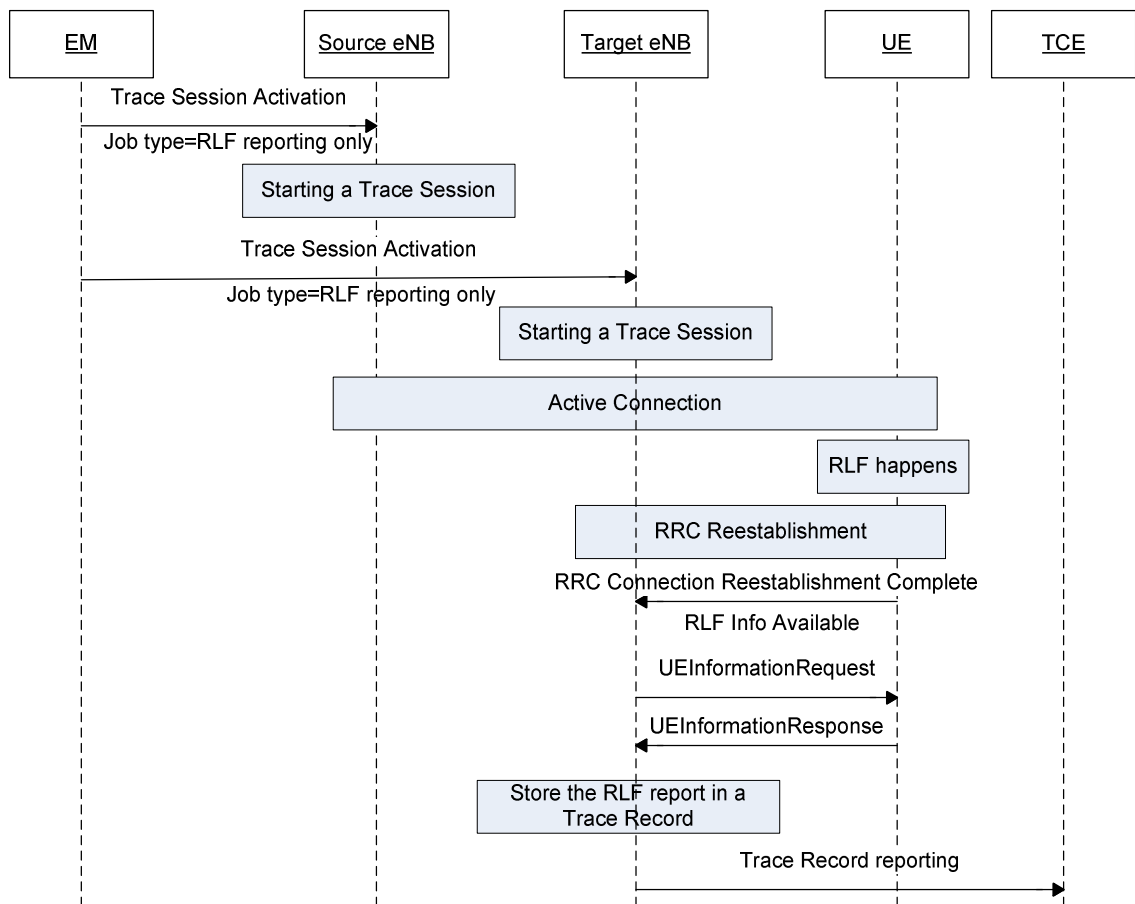 EM
Source eNB
Target eNB
UE
TCE
Trace Session Activation
Job type=RLF reporting only
Starting a Trace Session
Trace Session Activation
Job type=RLF reporting only
Starting a Trace Session
Active Connection
RLF happens
RRC Reestablishment
RRC Connection Reestablishment Complete
RLF Info Available
UEInformationRequest
UEInformationResponse
Store the RLF report in a
Trace Record
Trace Record reporting